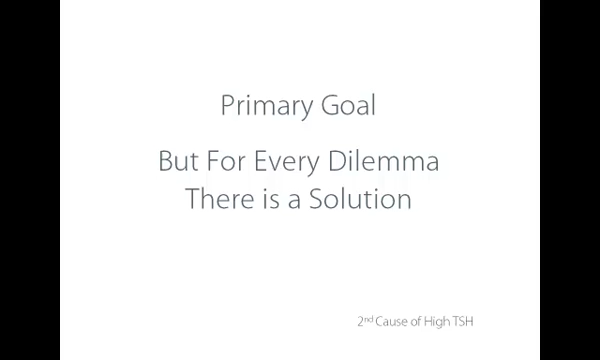 Primary Goal
But For Every Dilemma
There is a Solution
2nd Cause of High TSH